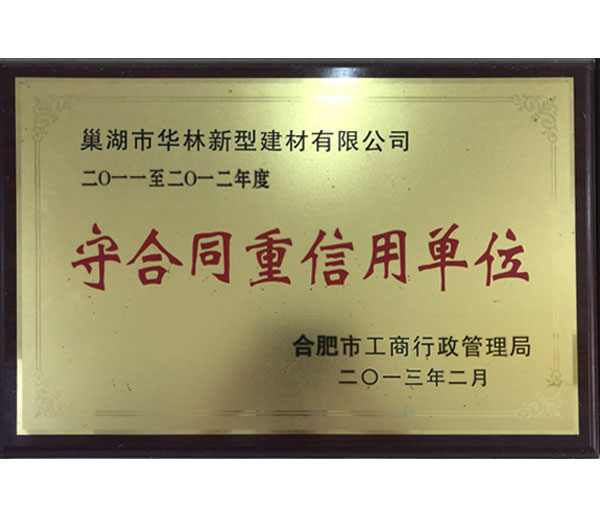 巢湖市华林新型建材有限公司
二〇一一至二〇一二年度
守合同重信用单位
合肥市工商行政管理局
二〇一三年二月